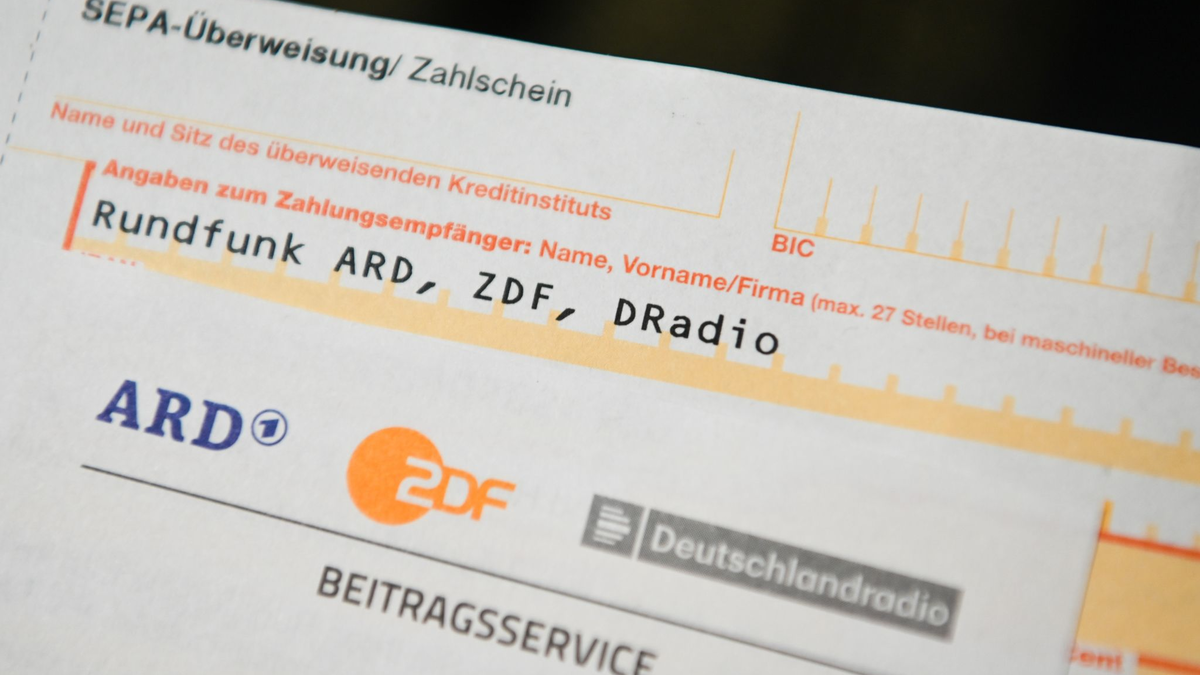 SEPA-Überweisung/ Zahlschein
Name und Sitz des überweisenden Kreditinstituts
BIC
Angaben zum Zahlungsempfänger: Name, Vorname/Firma (max. 27 Stellen, bei maschineller
Rundfunk ARD, ZDF, DRadio
ARD 1
ZDF
Deutschlandradio
BEITRAGSSERVICE